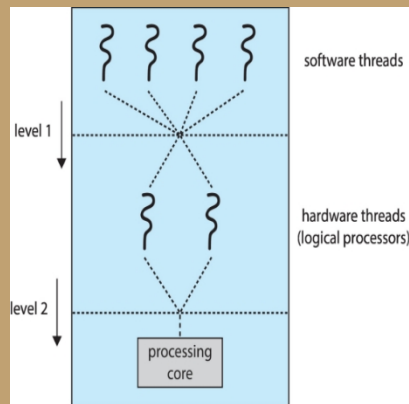 software threads
level 1
hardware threads
(logical processors)
level 2
processing
core